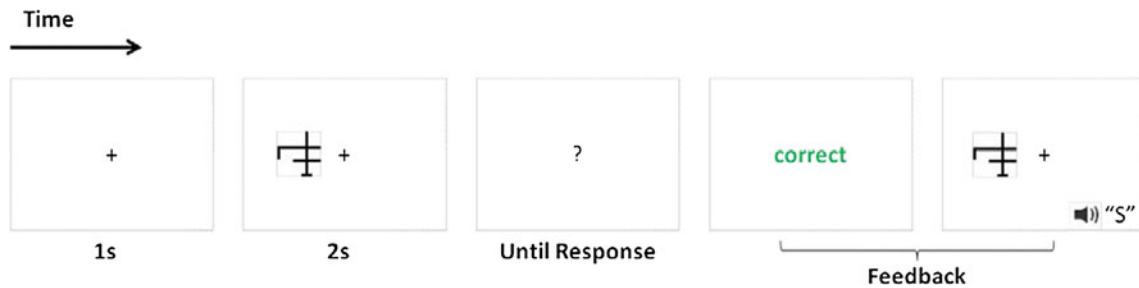 Time
+
+
?
correct
+
"S"
1s
2s
Until Response
Feedback